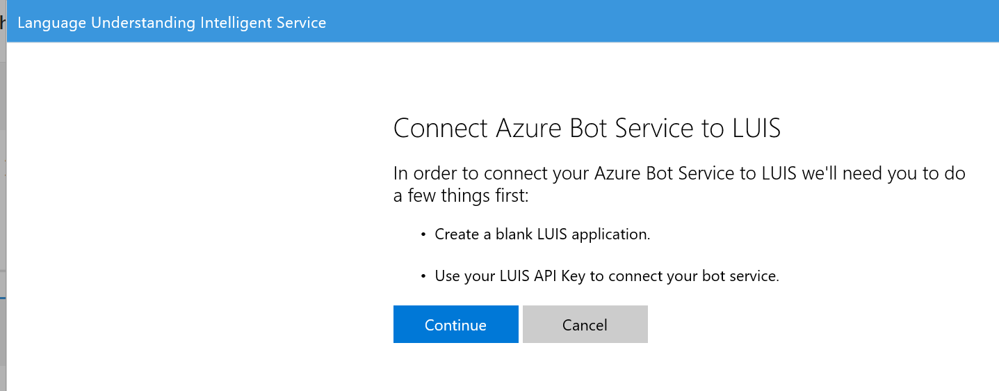 Language Understanding Intelligent Service
Connect Azure Bot Service to LUIS
In order to connect your Azure Bot Service to LUIS we'll need you to do
a few things first:
• Create a blank LUIS application.
• Use your LUIS API Key to connect your bot service.
Continue Cancel